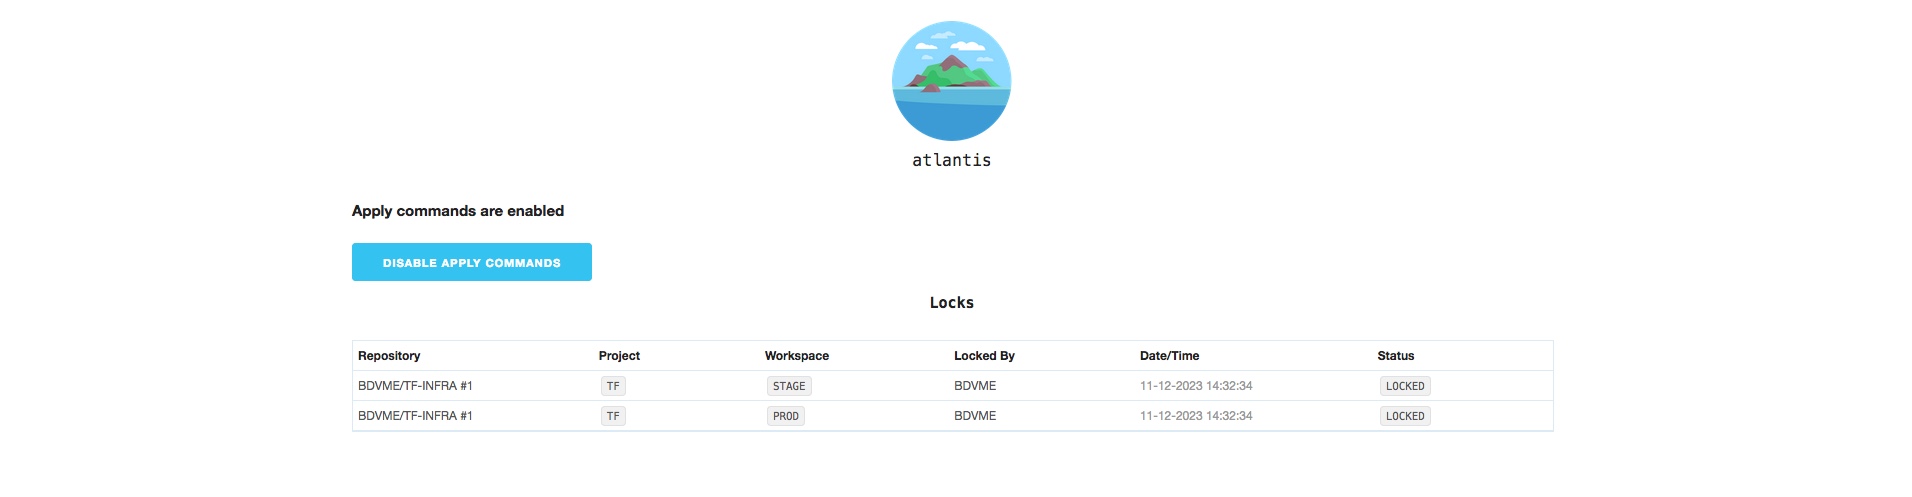 atlantis
Apply commands are enabled
DISABLE APPLY COMMANDS
Locks
Repository Project Workspace Locked By Date/Time Status
BDVME/TF-INFRA #1 TF STAGE BDVME 11-12-2023 14:32:34 LOCKED
BDVME/TF-INFRA #1 TF PROD BDVME 11-12-2023 14:32:34 LOCKED